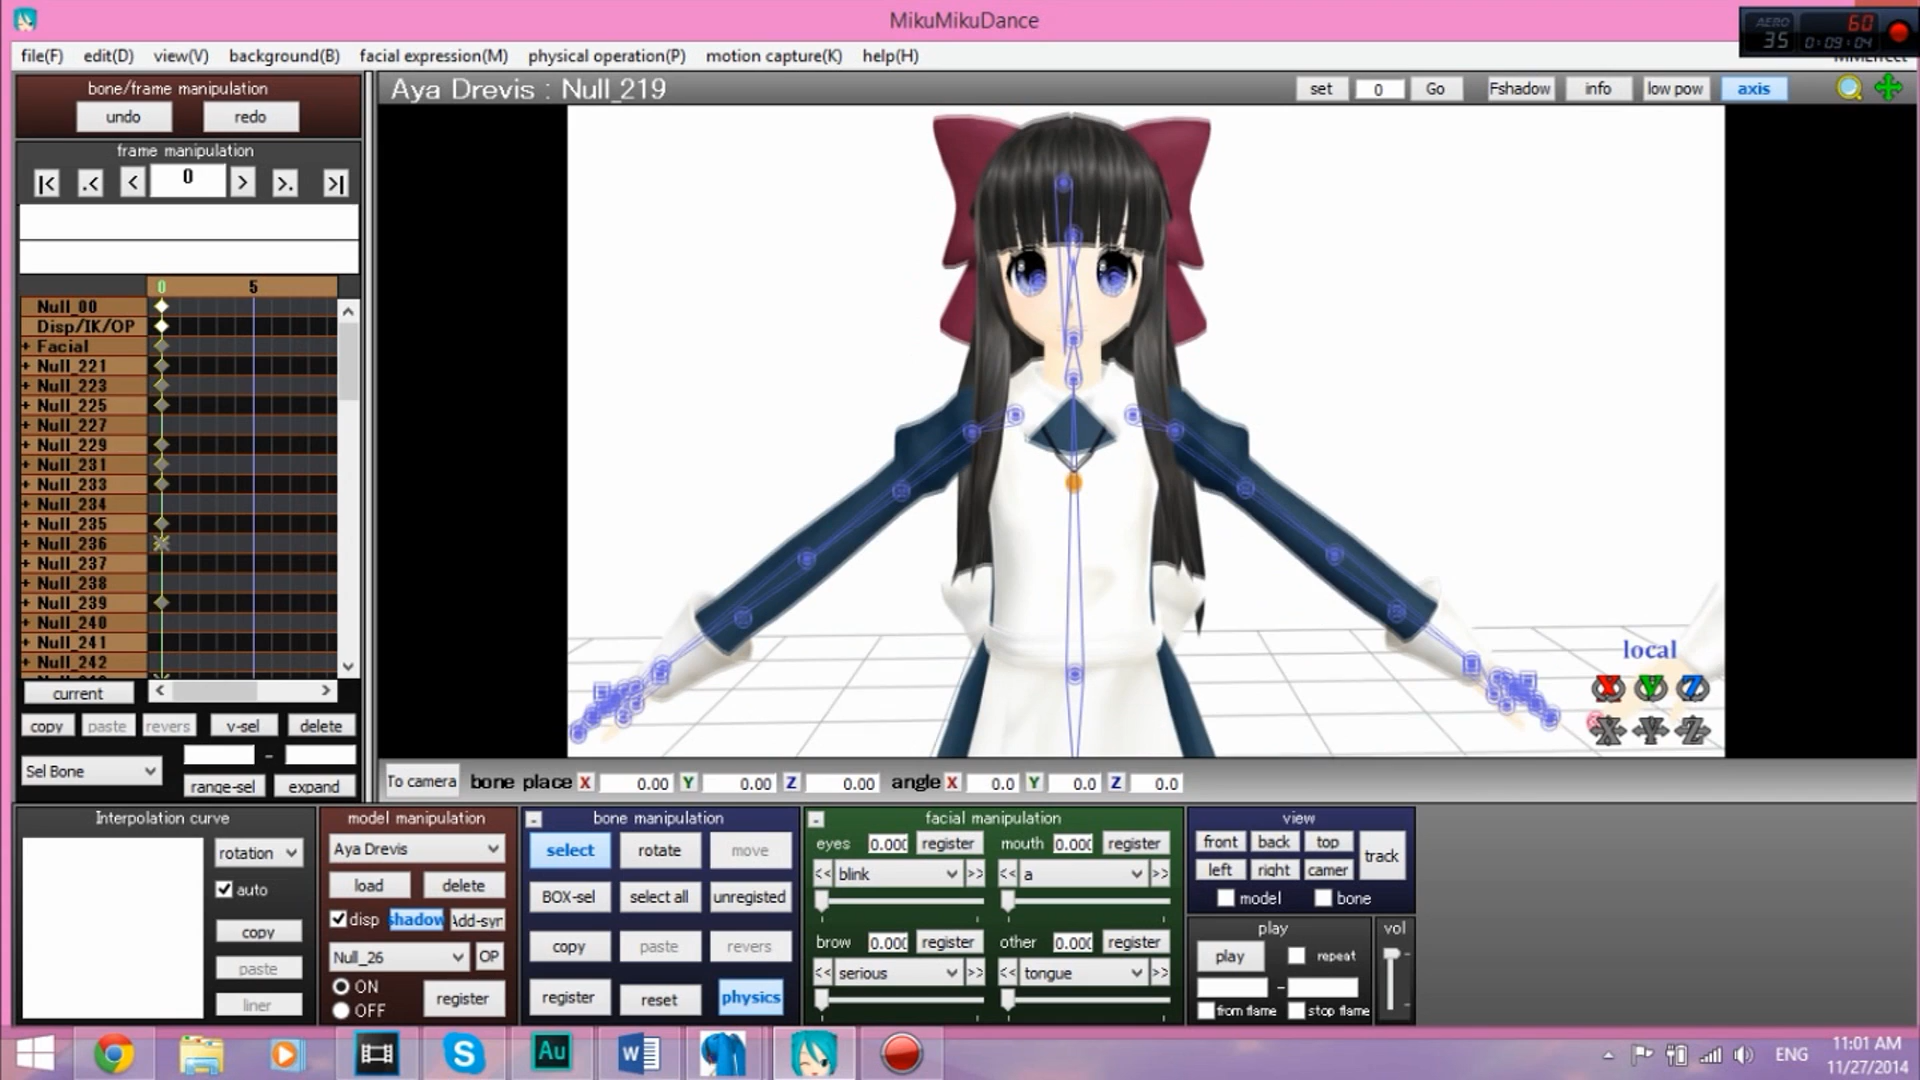 MikuMikuDance
AERO 35 60 0:09:04
file(F) edit(D) view(V) background(B) facial expression(M) physical operation(P) motion capture(K) help(H)
MMEffect
bone/frame manipulation
undo redo
frame manipulation
|< .< < 0 > >. >|
Aya Drevis : Null_219
set 0 Go Fshadow info low pow axis
0 5
Null_00
Disp/IK/OP
+ Facial
+ Null_221
+ Null_223
+ Null_225
+ Null_227
+ Null_229
+ Null_231
+ Null_233
+ Null_234
+ Null_235
+ Null_236
+ Null_237
+ Null_238
+ Null_239
+ Null_240
+ Null_241
+ Null_242
current < >
copy paste revers v-sel delete
Sel Bone -
range-sel expand
local
X Y Z
X Y Z
To camera bone place X 0.00 Y 0.00 Z 0.00 angle X 0.0 Y 0.0 Z 0.0
Interpolation curve
rotation
auto
copy
paste
liner
model manipulation
Aya Drevis
load delete
disp shadow Add-syn
Null_26 OP
ON
OFF
register
- bone manipulation
select rotate move
BOX-sel select all unregisted
copy paste revers
register reset physics
- facial manipulation
eyes 0.000 register mouth 0.000 register
<< blink >> << a >>
brow 0.000 register other 0.000 register
<< serious >> << tongue >>
view
front back top
left right camer
track
model bone
play
play repeat
-
from flame stop flame
vol
S Au W ENG
11:01 AM
11/27/2014